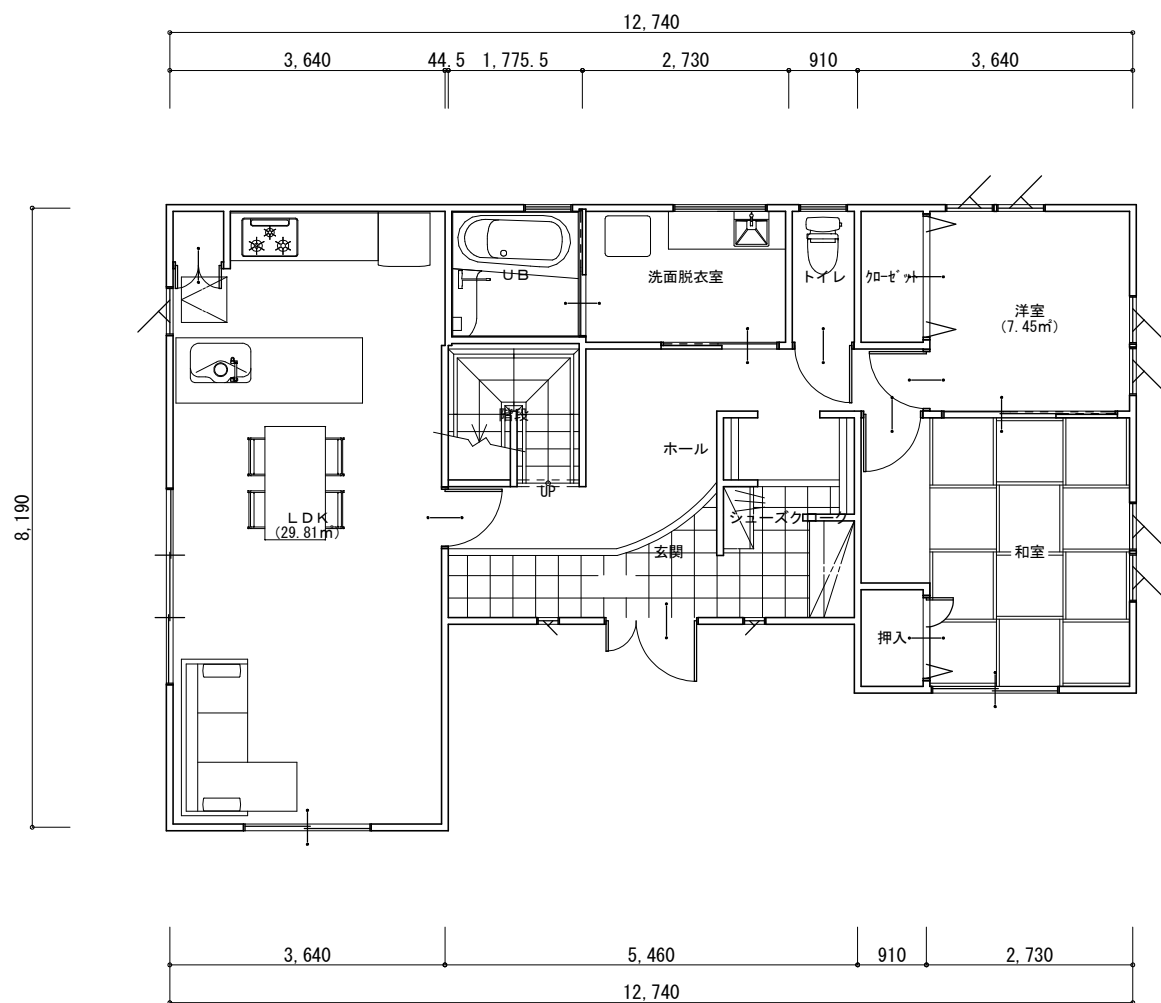 12,740
3,640
44.5
1,775.5
2,730
910
3,640
UB
洗面脱衣室
トイレ
クローゼット
洋室
(7.45㎡)
階段
ホール
UP
8,190
LDK
(29.81㎡)
シューズクローク
玄関
和室
押入
3,640
5,460
910
2,730
12,740